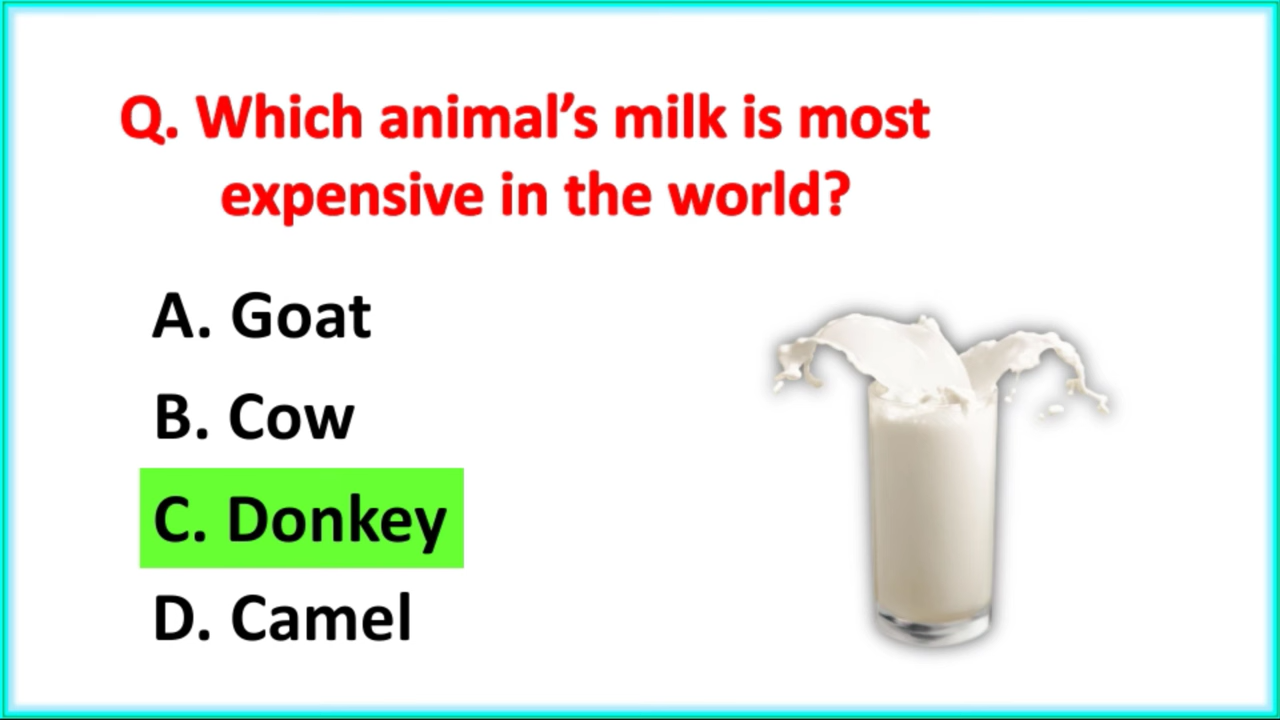 Q. Which animal’s milk is most
expensive in the world?
A. Goat
B. Cow
C. Donkey
D. Camel